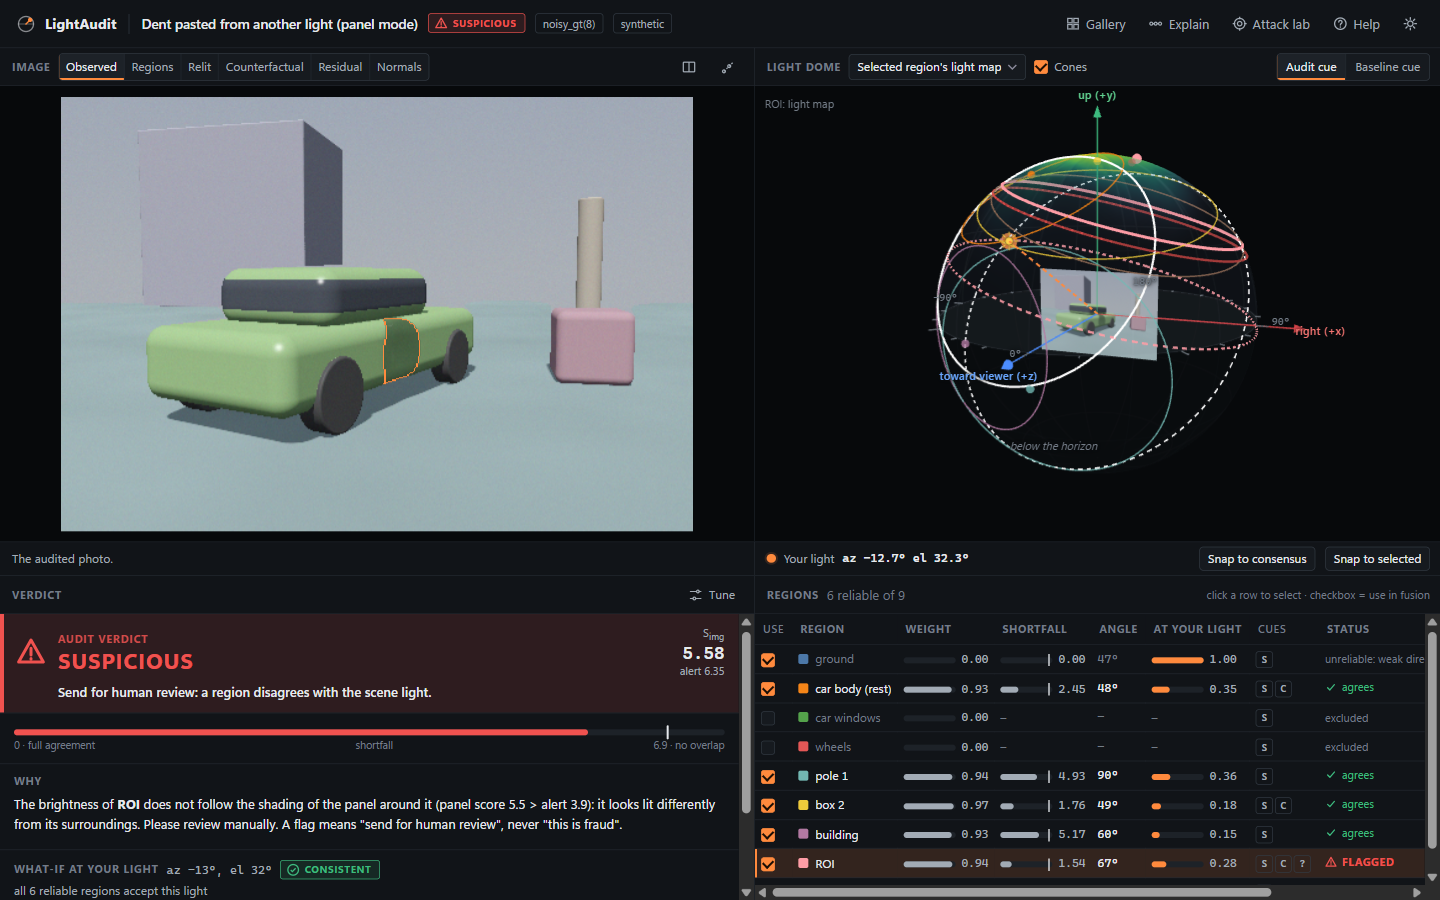 LightAudit
Dent pasted from another light (panel mode)
SUSPICIOUS
noisy_gt(8)
synthetic
Gallery
Explain
Attack lab
Help
IMAGE
Observed
Regions
Relit
Counterfactual
Residual
Normals
LIGHT DOME
Selected region's light map
Cones
Audit cue
Baseline cue
ROI: light map
up (+y)
-90°
90°
right (+x)
0°
toward viewer (+z)
below the horizon
The audited photo.
Your light az −12.7° el 32.3°
Snap to consensus
Snap to selected
VERDICT
Tune
AUDIT VERDICT
SUSPICIOUS
Send for human review: a region disagrees with the scene light.
Simg
5.58
alert 6.35
0 · full agreement
shortfall
6.9 · no overlap
WHY
The brightness of ROI does not follow the shading of the panel around it (panel score 5.5 > alert 3.9): it looks lit differently
from its surroundings. Please review manually. A flag means "send for human review", never "this is fraud".
WHAT-IF AT YOUR LIGHT az −13°, el 32° CONSISTENT
all 6 reliable regions accept this light
REGIONS 6 reliable of 9
click a row to select · checkbox = use in fusion
USE REGION WEIGHT SHORTFALL ANGLE AT YOUR LIGHT CUES STATUS
ground 0.00 0.00 47° 1.00 S unreliable: weak dire
car body (rest) 0.93 2.45 48° 0.35 S C agrees
car windows 0.00 – – – S excluded
wheels 0.00 – – – S excluded
pole 1 0.94 4.93 90° 0.36 S agrees
box 2 0.97 1.76 49° 0.18 S C agrees
building 0.93 5.17 60° 0.15 S agrees
ROI 0.94 1.54 67° 0.28 S C ? FLAGGED